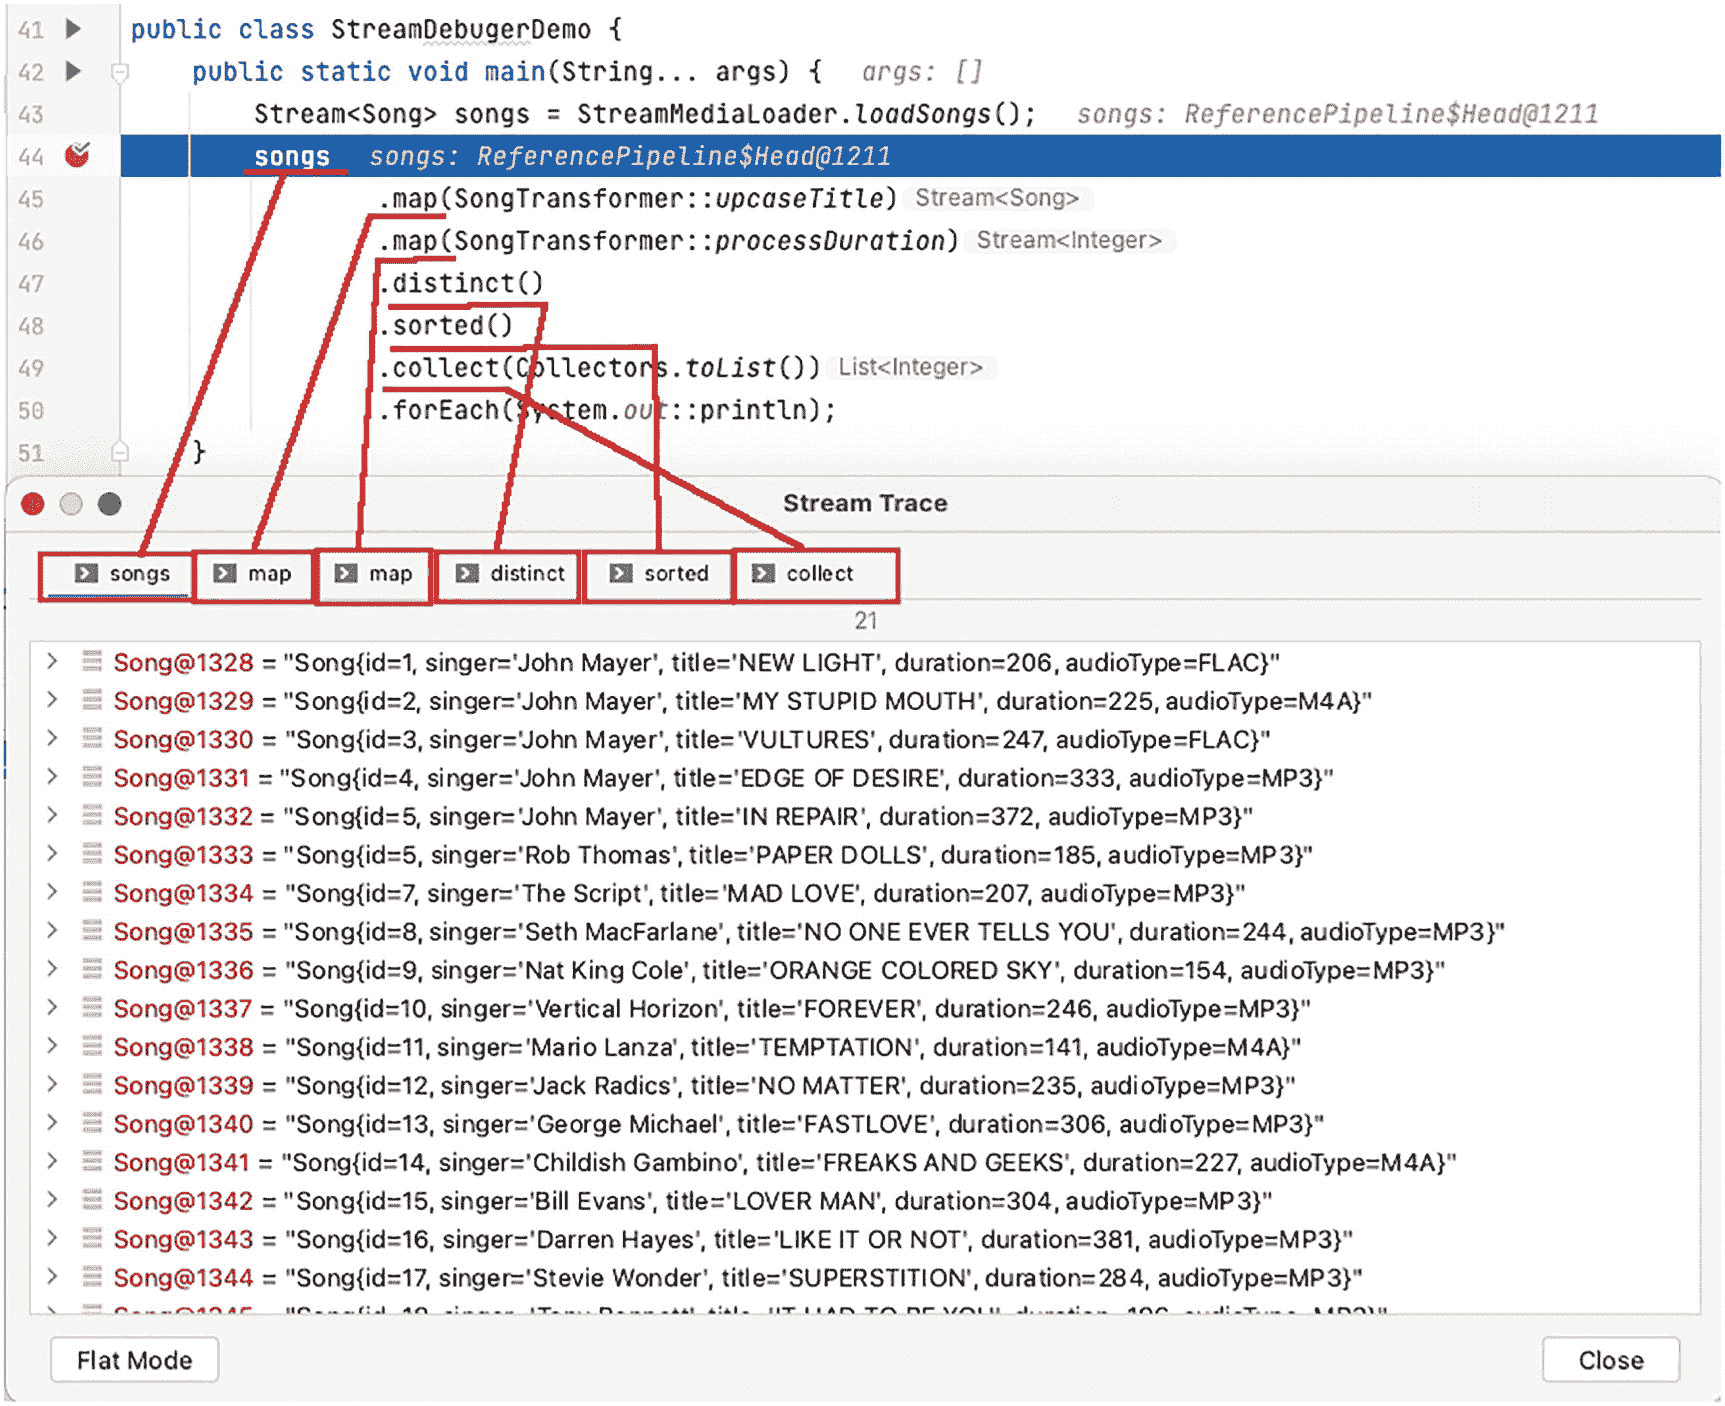 41 public class StreamDebugerDemo {
42 public static void main(String... args) { args: []
43 Stream<Song> songs = StreamMediaLoader.loadSongs(); songs: ReferencePipeline$Head@1211
44 songs songs: ReferencePipeline$Head@1211
45 .map(SongTransformer::upcaseTitle) Stream<Song>
46 .map(SongTransformer::processDuration) Stream<Integer>
47 .distinct()
48 .sorted()
49 .collect(Collectors.toList()) List<Integer>
50 .forEach(System.out::println);
51 }
Stream Trace
songs map map distinct sorted collect
21
Song@1328 = "Song{id=1, singer='John Mayer', title='NEW LIGHT', duration=206, audioType=FLAC}"
Song@1329 = "Song{id=2, singer='John Mayer', title='MY STUPID MOUTH', duration=225, audioType=M4A}"
Song@1330 = "Song{id=3, singer='John Mayer', title='VULTURES', duration=247, audioType=FLAC}"
Song@1331 = "Song{id=4, singer='John Mayer', title='EDGE OF DESIRE', duration=333, audioType=MP3}"
Song@1332 = "Song{id=5, singer='John Mayer', title='IN REPAIR', duration=372, audioType=MP3}"
Song@1333 = "Song{id=5, singer='Rob Thomas', title='PAPER DOLLS', duration=185, audioType=MP3}"
Song@1334 = "Song{id=7, singer='The Script', title='MAD LOVE', duration=207, audioType=MP3}"
Song@1335 = "Song{id=8, singer='Seth MacFarlane', title='NO ONE EVER TELLS YOU', duration=244, audioType=MP3}"
Song@1336 = "Song{id=9, singer='Nat King Cole', title='ORANGE COLORED SKY', duration=154, audioType=MP3}"
Song@1337 = "Song{id=10, singer='Vertical Horizon', title='FOREVER', duration=246, audioType=MP3}"
Song@1338 = "Song{id=11, singer='Mario Lanza', title='TEMPTATION', duration=141, audioType=M4A}"
Song@1339 = "Song{id=12, singer='Jack Radics', title='NO MATTER', duration=235, audioType=MP3}"
Song@1340 = "Song{id=13, singer='George Michael', title='FASTLOVE', duration=306, audioType=MP3}"
Song@1341 = "Song{id=14, singer='Childish Gambino', title='FREAKS AND GEEKS', duration=227, audioType=M4A}"
Song@1342 = "Song{id=15, singer='Bill Evans', title='LOVER MAN', duration=304, audioType=MP3}"
Song@1343 = "Song{id=16, singer='Darren Hayes', title='LIKE IT OR NOT', duration=381, audioType=MP3}"
Song@1344 = "Song{id=17, singer='Stevie Wonder', title='SUPERSTITION', duration=284, audioType=MP3}"
Flat Mode Close